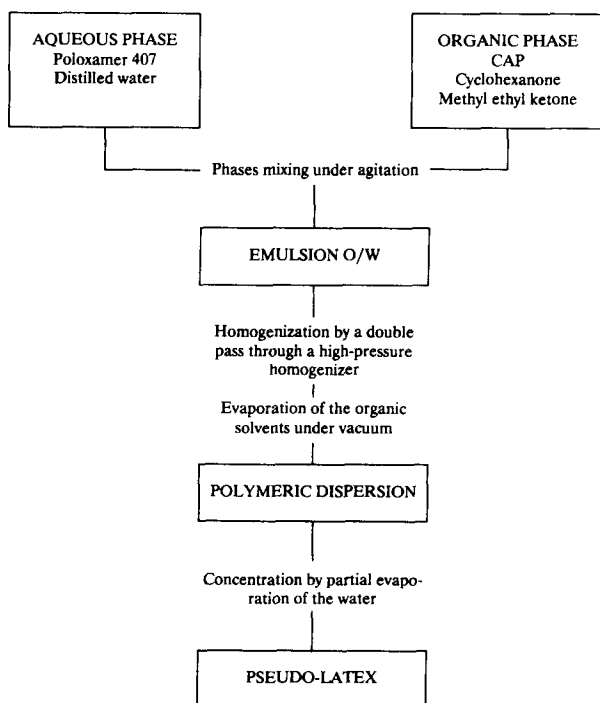 AQUEOUS PHASE
Poloxamer 407
Distilled water
ORGANIC PHASE
CAP
Cyclohexanone
Methyl ethyl ketone
Phases mixing under agitation
EMULSION O/W
Homogenization by a double
pass through a high-pressure
homogenizer
Evaporation of the organic
solvents under vacuum
POLYMERIC DISPERSION
Concentration by partial evapo-
ration of the water
PSEUDO-LATEX